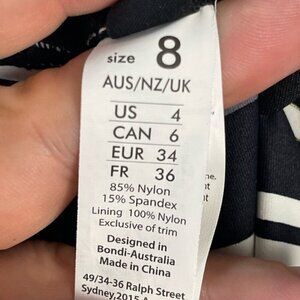 size 8
AUS/NZ/UK
US 4
CAN 6
EUR 34
FR 36
85% Nylon
15% Spandex
Lining 100% Nylon
Exclusive of trim
Designed in
Bondi-Australia
Made in China
49/34-36 Ralph Street
Sydney, 2015 A